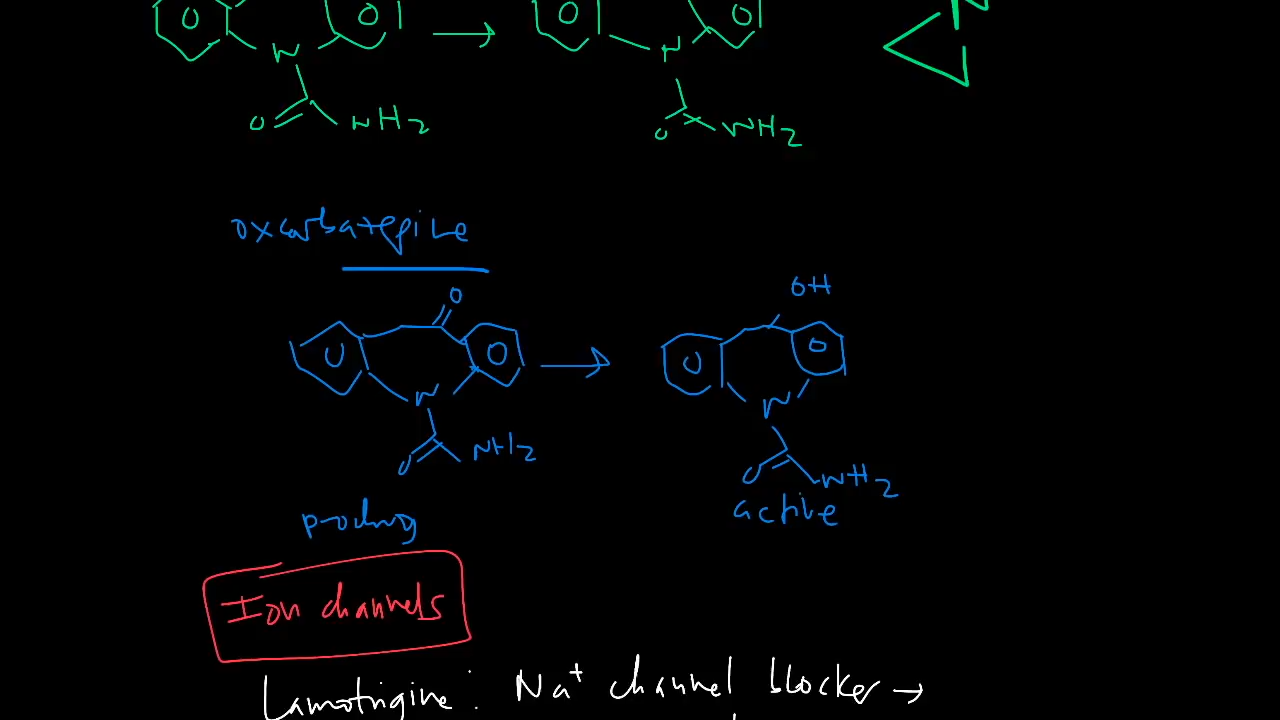 O O → O O N
N N
O NH2 O NH2
oxcarbazepine
O OH
O O → O O
N N
O NH2 O NH2
prodrug active
Ion channels
Lamotrigine : Na+ channel blocker →